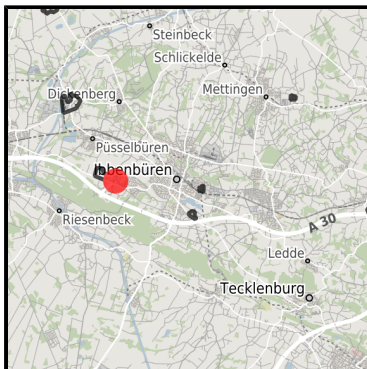 Steinbeck
Schlickelde
Mettingen
Dickenberg
Püsselbüren
Ibbenbüren
Riesenbeck
A 30
Ledde
Tecklenburg